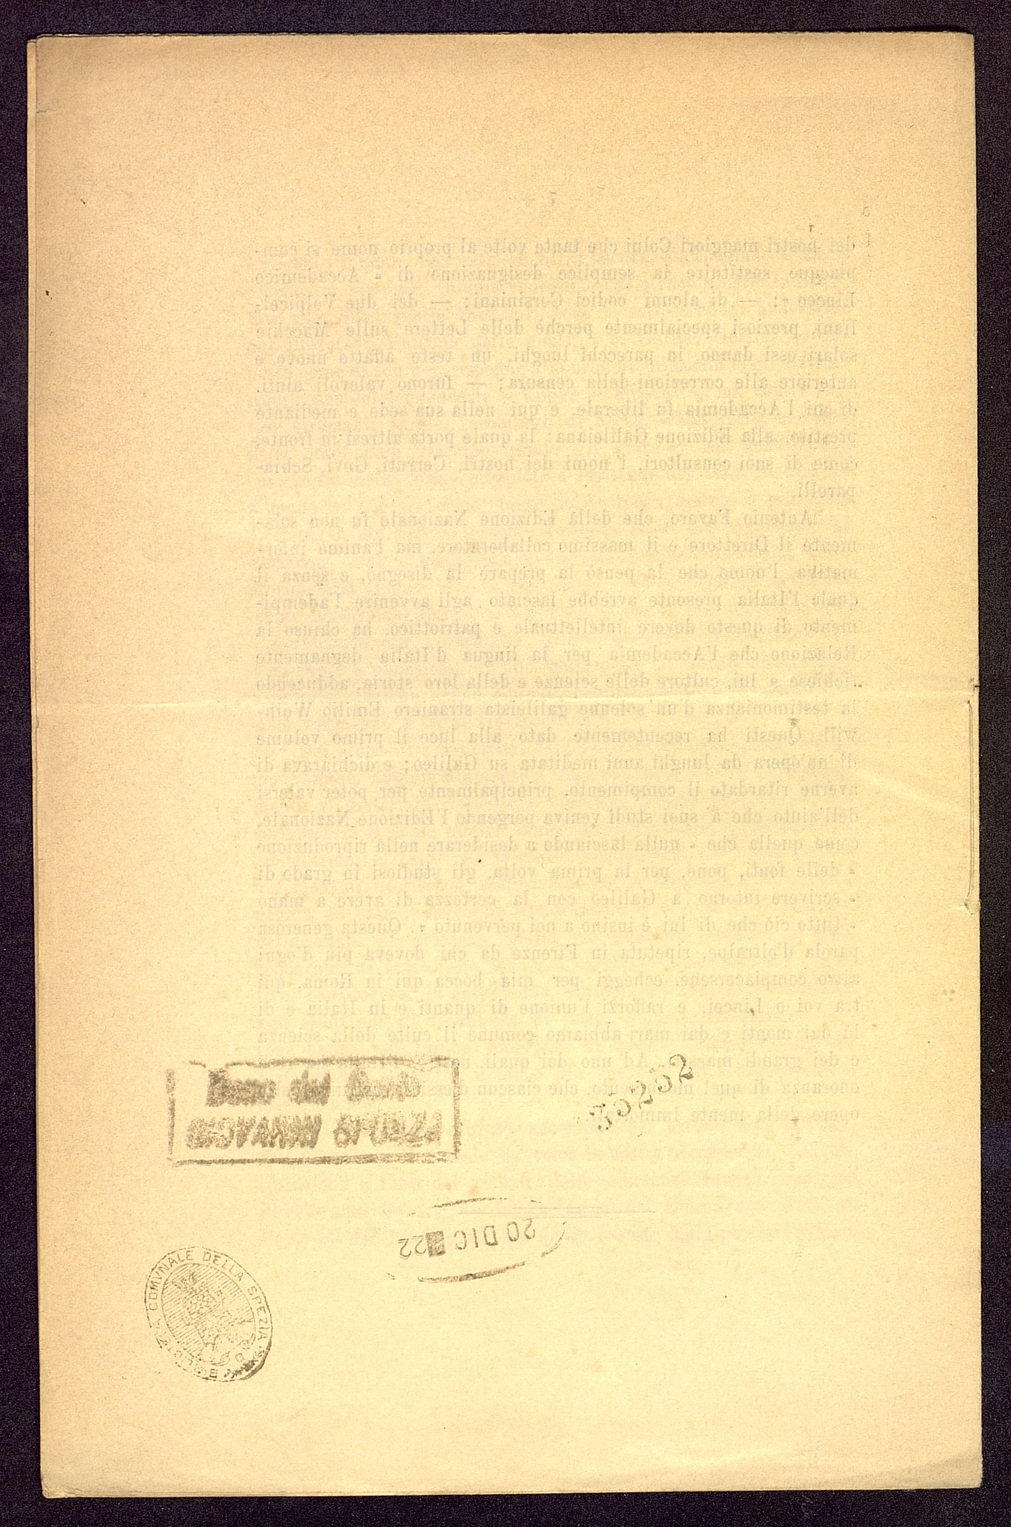 7
dei nostri maggiori Colui che tante volte al proprio nome si com-
piacque sostituire la semplice designazione di « Accademico
Linceo »; — di alcuni codici Corsiniani; — dei due Volpicel-
liani, preziosi specialmente perchè delle Lettere sulle Macchie
solari essi danno in parecchi luoghi, un testo affatto nuovo e
anteriore alle correzioni della censura; — furono valevoli aiuti,
di cui l'Accademia fu liberale, e qui nella sua sede e mediante
prestito, alla Edizione Galileiana: la quale porta altresì in fronte,
come di suoi consultori, i nomi dei nostri, Cerruti, Govi, Schia-
parelli.
Antonio Favaro, che della Edizione Nazionale fu non sola-
mente il Direttore e il massimo collaboratore, ma l'anima infor-
mativa, l'uomo che la pensò la preparò la disegnò, e senza il
quale l'Italia presente avrebbe lasciato agli avvenire l'adempi-
mento di questo dovere intellettuale e patriottico, ha chiuso la
Relazione che l'Accademia per la lingua d'Italia degnamente
richiese a lui, cultore delle scienze e della loro storia, adducendo
la testimonianza d'un solenne galileista straniero Emilio Wohl-
will. Questi ha recentemente dato alla luce il primo volume
di un'opera da lunghi anni meditata su Galileo; e dichiarava di
averne ritardato il compimento, principalmente per poter valersi
dell'aiuto che a' suoi studi veniva porgendo l'Edizione Nazionale,
come quella che « nulla lasciando a desiderare nella riproduzione
« delle fonti, pone, per la prima volta, gli studiosi in grado di
« scrivere intorno a Galileo con la certezza di avere a mano
« tutto ciò che di lui è insino a noi pervenuto ». Questa generosa
parola d'oltralpe, ripetuta in Firenze da chi doveva più d'ogni
altro compiacersene, echeggi per mia bocca qui in Roma, qui
tra voi o Lincei, e rafforzi l'unione di quanti e in Italia e di
là dai monti e dai mari abbiamo comune il culto della scienza
e dei grandi Ad uno dei quali,
onoranza di quel che ciascun
opere della mente
Dono del Conte
GIOVANNI SFORZA
35252
20 DIC 22
COMVNALE DELLA SPEZIA